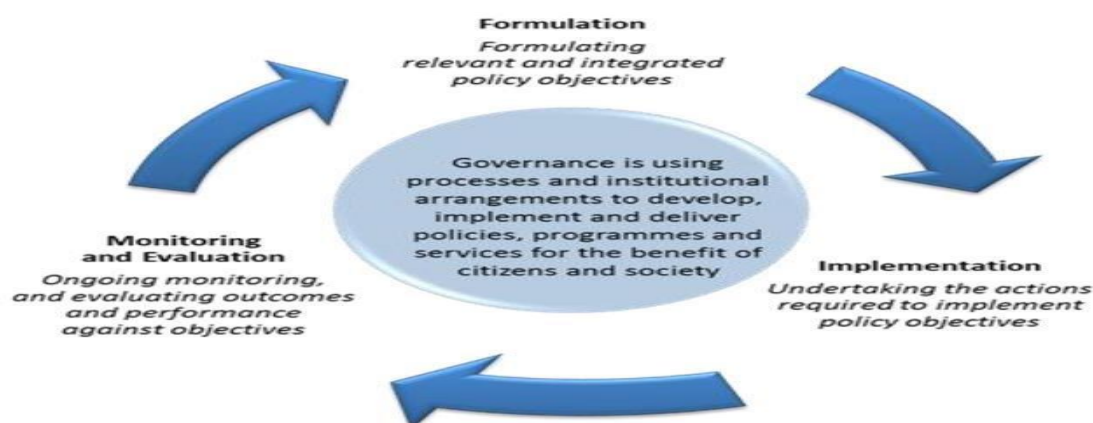 Formulation
Formulating
relevant and integrated
policy objectives
Governance is using
processes and institutional
arrangements to develop,
implement and deliver
policies, programmes and
services for the benefit of
citizens and society
Implementation
Undertaking the actions
required to implement
policy objectives
Monitoring
and Evaluation
Ongoing monitoring,
and evaluating outcomes
and performance
against objectives